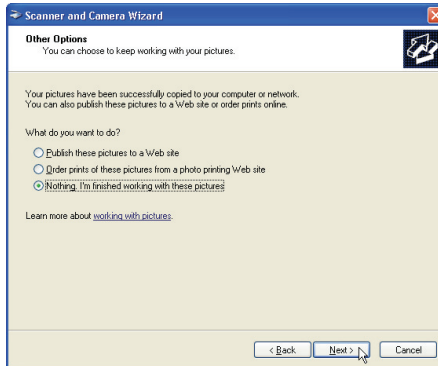 Scanner and Camera Wizard
Other Options
You can choose to keep working with your pictures.
Your pictures have been successfully copied to your computer or network.
You can also publish these pictures to a Web site or order prints online.
What do you want to do?
Publish these pictures to a Web site
Order prints of these pictures from a photo printing Web site
Nothing. I'm finished working with these pictures
Learn more about working with pictures.
< Back Next > Cancel